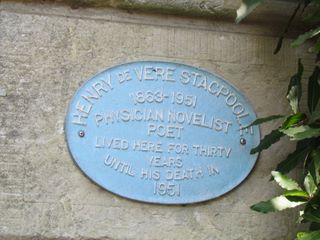 HENRY DE VERE STACPOOLE
1863-1951
PHYSICIAN NOVELIST
POET
LIVED HERE FOR THIRTY
YEARS
UNTIL HIS DEATH IN
1951